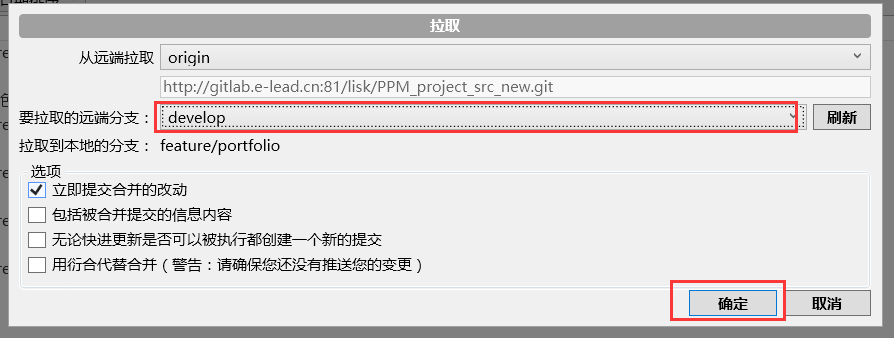 拉取
从远端拉取 origin
http://gitlab.e-lead.cn:81/lisk/PPM_project_src_new.git
要拉取的远端分支： develop 刷新
拉取到本地的分支： feature/portfolio
选项
立即提交合并的改动
包括被合并提交的信息内容
无论快进更新是否可以被执行都创建一个新的提交
用衍合代替合并（警告：请确保您还没有推送您的变更）
确定 取消